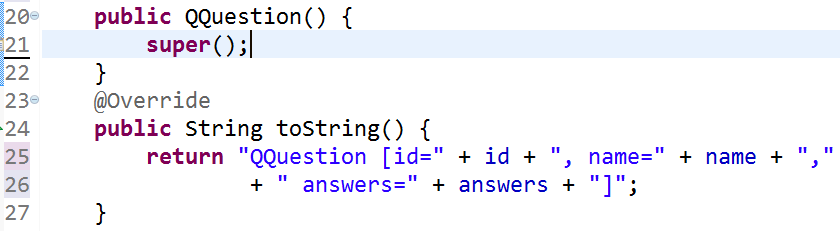 20 public QQuestion() {
21 super();
22 }
23 @Override
24 public String toString() {
25 return "QQuestion [id=" + id + ", name=" + name + ","
26 + " answers=" + answers + "]";
27 }